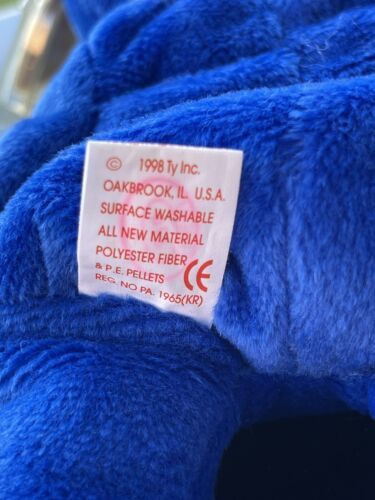 © 1998 Ty Inc.
OAKBROOK, IL. U.S.A.
SURFACE WASHABLE
ALL NEW MATERIAL
POLYESTER FIBER
& P.E. PELLETS CE
REG. NO PA. 1965(KR)